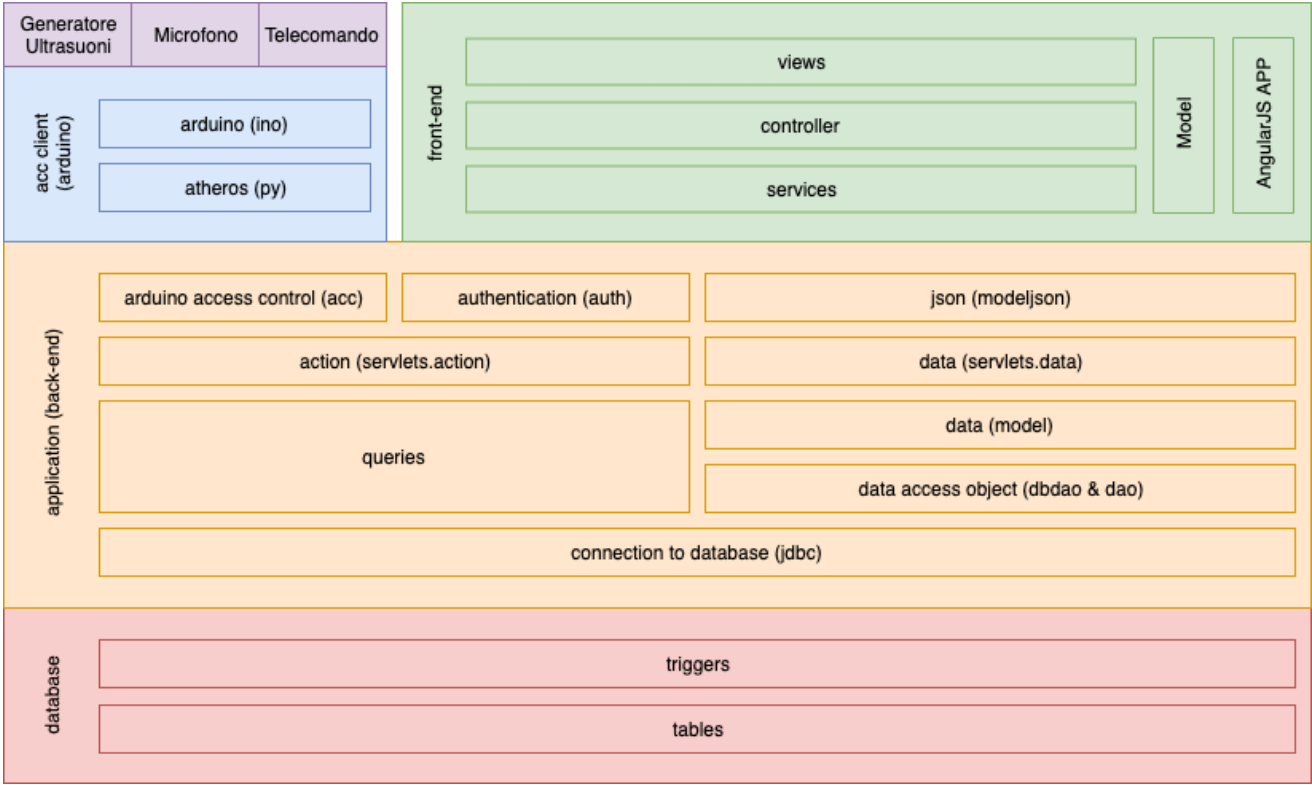 Generatore
Ultrasuoni
Microfono
Telecomando
acc client
(arduino)
arduino (ino)
atheros (py)
front-end
views
controller
services
Model
AngularJS APP
application (back-end)
arduino access control (acc)
authentication (auth)
json (modeljson)
action (servlets.action)
data (servlets.data)
queries
data (model)
data access object (dbdao & dao)
connection to database (jdbc)
database
triggers
tables